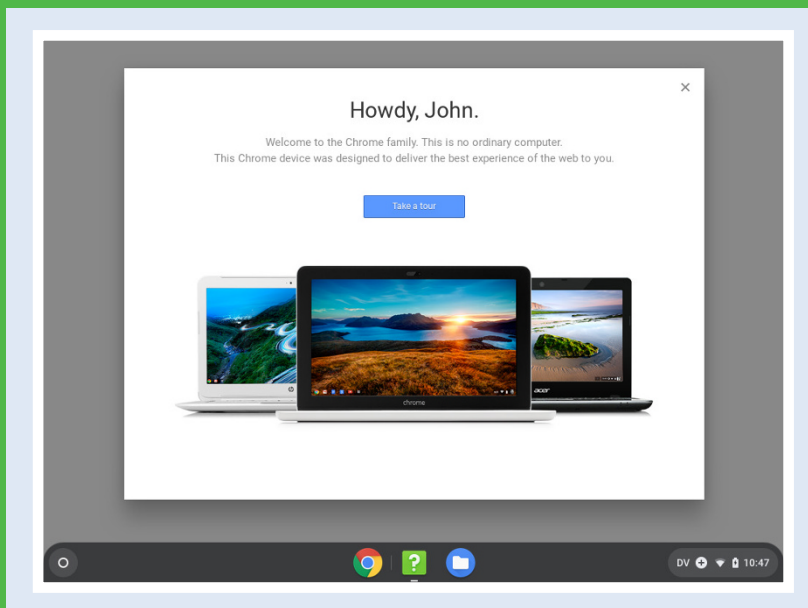 Howdy, John.
Welcome to the Chrome family. This is no ordinary computer.
This Chrome device was designed to deliver the best experience of the web to you.
Take a tour
acer
chrome
DV 10:47